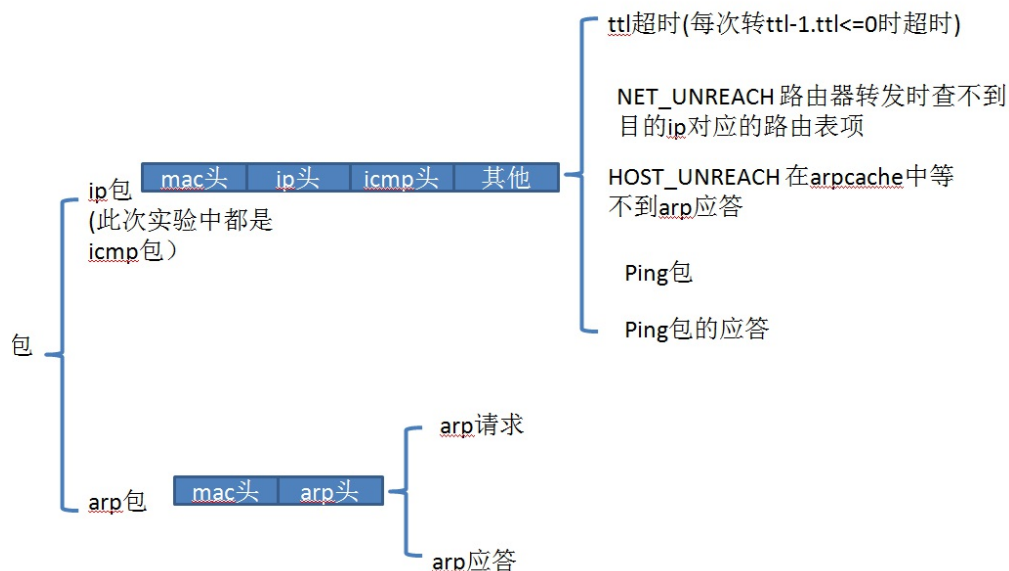 ttl超时(每次转ttl-1.ttl<=0时超时)
NET_UNREACH 路由器转发时查不到
目的ip对应的路由表项
ip包
mac头 ip头 icmp头 其他
HOST_UNREACH 在arpcache中等
不到arp应答
(此次实验中都是
icmp包）
Ping包
Ping包的应答
包
arp请求
arp包
mac头 arp头
arp应答